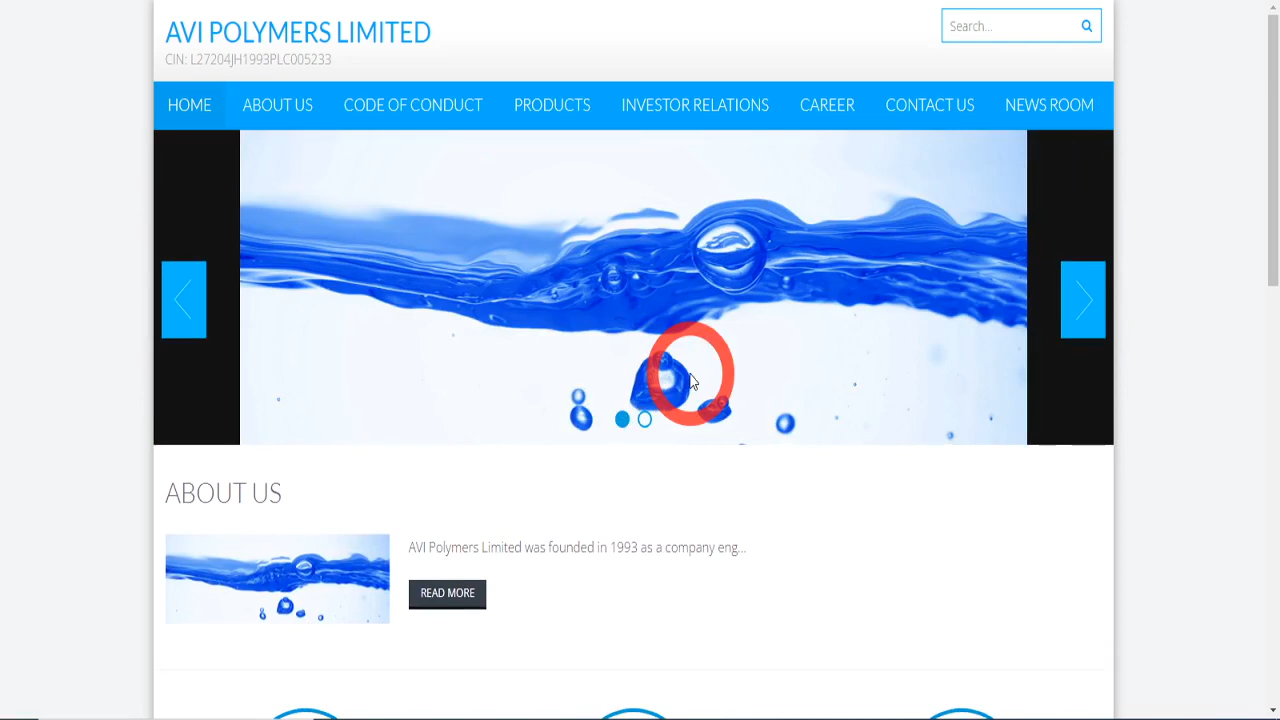 AVI POLYMERS LIMITED
CIN: L27204JH1993PLC005233
Search...
HOME ABOUT US CODE OF CONDUCT PRODUCTS INVESTOR RELATIONS CAREER CONTACT US NEWS ROOM
ABOUT US
AVI Polymers Limited was founded in 1993 as a company eng...
READ MORE